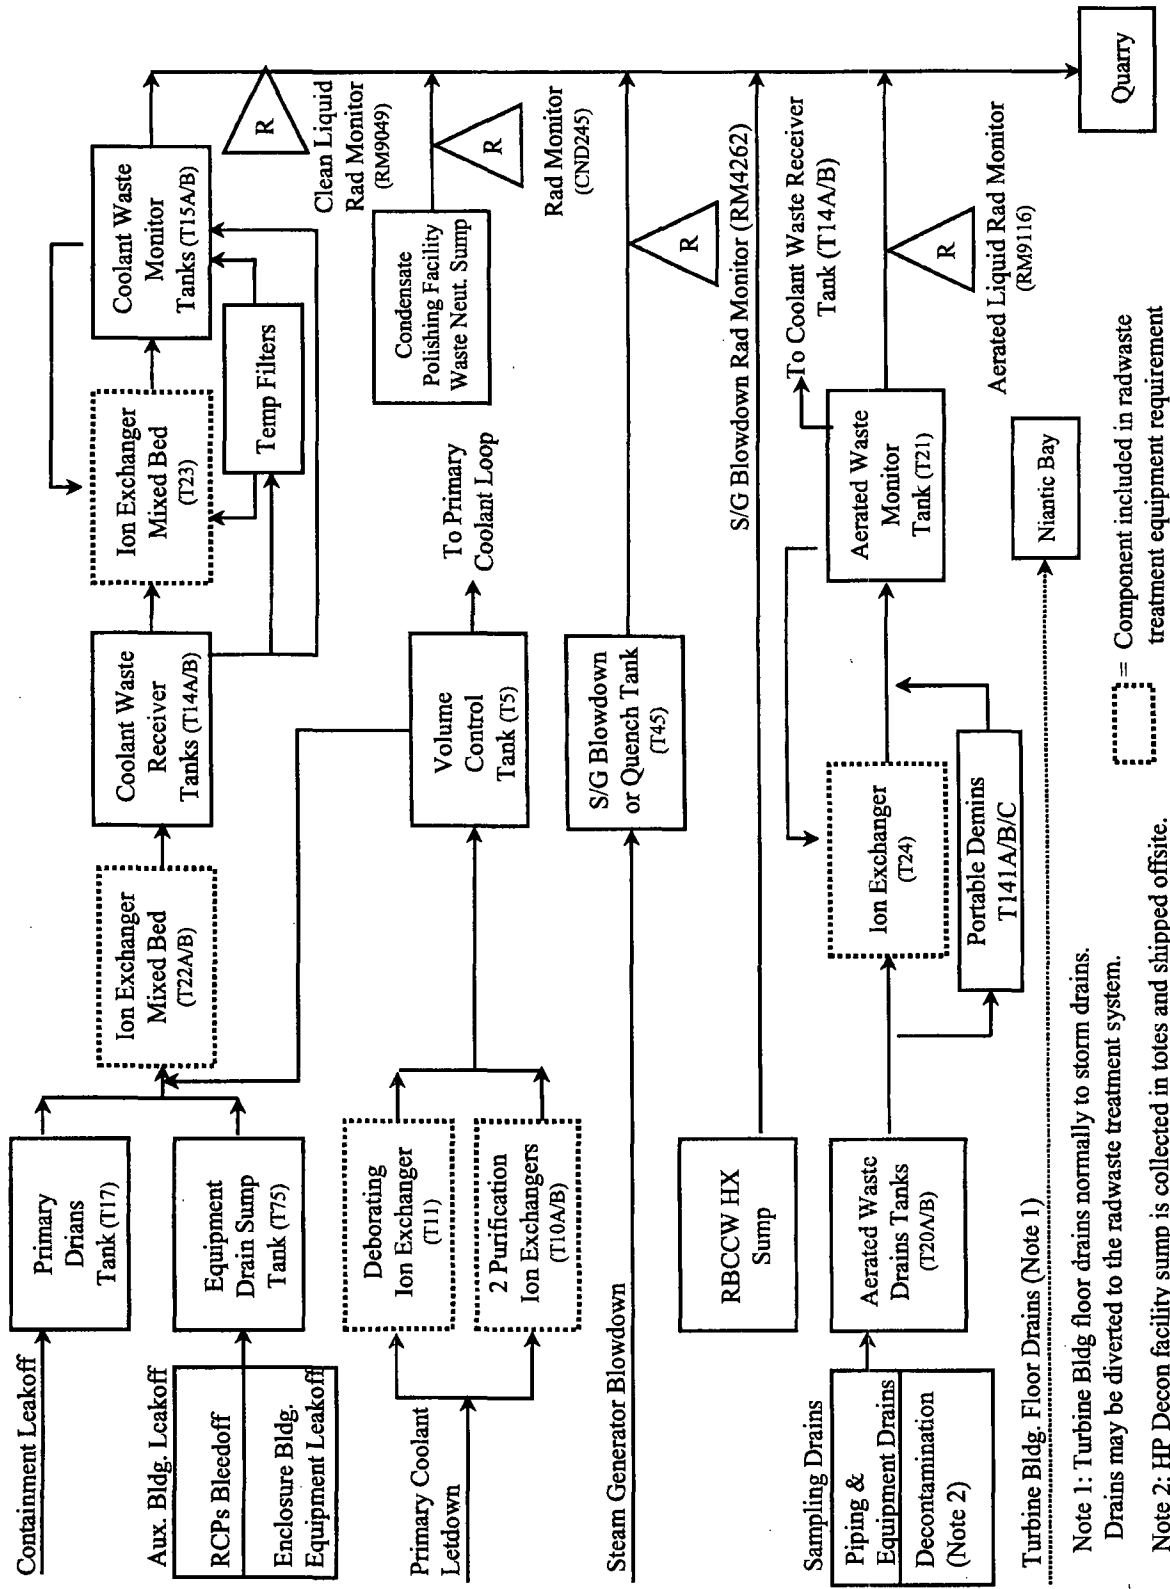 Containment Leakoff
Primary
Drians
Tank (T17)
Aux. Bldg. Lcakoff
RCPs Bleedoff
Enclosure Bldg.
Equipment Leakoff
Equipment
Drain Sump
Tank (T75)
Ion Exchanger
Mixed Bed
(T22A/B)
Coolant Waste
Receiver
Tanks (T14A/B)
Ion Exchanger
Mixed Bed
(T23)
Temp Filters
Coolant Waste
Monitor
Tanks (T15A/B)
R
Clean Liquid
Rad Monitor
(RM9049)
Primary Coolant
Letdown
Deborating
Ion Exchanger
(T11)
2 Purification
Ion Exchangers
(T10A/B)
Volume
Control
Tank (T5)
To Primary
Coolant Loop
Condensate
Polishing Facility
Waste Neut. Sump
R
Rad Monitor
(CND245)
Steam Generator Blowdown
S/G Blowdown
or Quench Tank
(T45)
R
S/G Blowdown Rad Monitor (RM4262)
RBCCW HX
Sump
Sampling Drains
Piping &
Equipment Drains
Decontamination
(Note 2)
Aerated Waste
Drains Tanks
(T20A/B)
Ion Exchanger
(T24)
Portable Demins
T141A/B/C
Aerated Waste
Monitor
Tank (T21)
To Coolant Waste Receiver
Tank (T14A/B)
R
Aerated Liquid Rad Monitor
(RM9116)
Turbine Bldg. Floor Drains (Note 1)
Niantic Bay
Quarry
Note 1: Turbine Bldg floor drains normally to storm drains.
Drains may be diverted to the radwaste treatment system.
Note 2: HP Decon facility sump is collected in totes and shipped offsite.
= Component included in radwaste
treatment equipment requirement